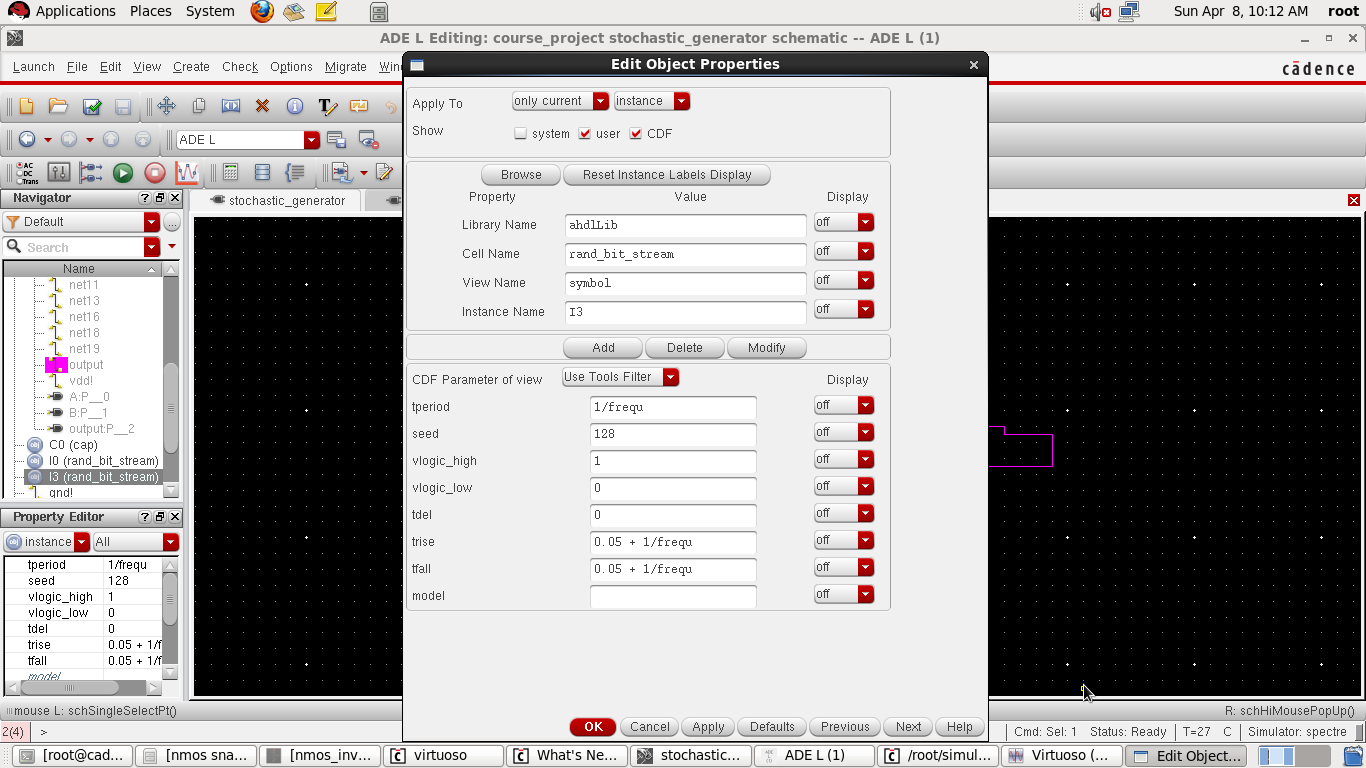 Applications Places System Sun Apr 8, 10:12 AM root
ADE L Editing: course_project stochastic_generator schematic -- ADE L (1)
Launch File Edit View Create Check Options Migrate cādence
Edit Object Properties
Apply To only current instance
Show system user CDF
ADE L
AC
DC
Trans
Browse Reset Instance Labels Display
Navigator ? stochastic_generator
Property Value Display
Default ...
Library Name ahdlLib off
Search
Cell Name rand_bit_stream off
Name
View Name symbol off
Instance Name I3 off
net11
net13
net16
net18
net19
output
vdd!
A:P__0
B:P__1
output:P__2
C0 (cap)
I0 (rand_bit_stream)
I3 (rand_bit_stream)
gnd!
Add Delete Modify
CDF Parameter of view Use Tools Filter Display
tperiod 1/frequ off
seed 128 off
vlogic_high 1 off
vlogic_low 0 off
tdel 0 off
trise 0.05 + 1/frequ off
tfall 0.05 + 1/frequ off
model off
Property Editor ?
instance All
tperiod 1/frequ
seed 128
vlogic_high 1
vlogic_low 0
tdel 0
trise 0.05 + 1/f
tfall 0.05 + 1/f
model
mouse L: schSingleSelectPt() R: schHiMousePopUp()
OK Cancel Apply Defaults Previous Next Help
2(4) > Cmd: Sel: 1 Status: Ready T=27 C Simulator: spectre
[root@cad... [nmos sna... [nmos_inv... virtuoso What's Ne... stochastic... ADE L (1) /root/simul... Virtuoso (... Edit Object...